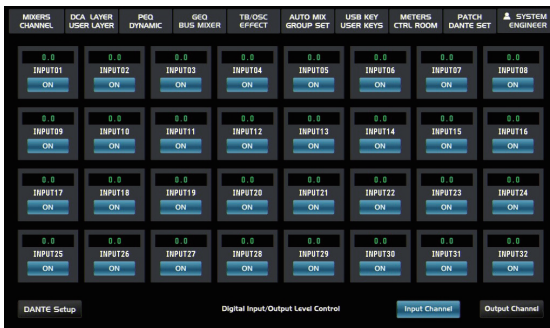 MIXERS DCA LAYER PEQ GEQ TB/OSC AUTO MIX USB KEY METERS PATCH SYSTEM
CHANNEL USER LAYER DYNAMIC BUS MIXER EFFECT GROUP SET USER KEYS CTRL ROOM DANTE SET ENGINEER
0.0 0.0 0.0 0.0 0.0 0.0 0.0 0.0
INPUT01 INPUT02 INPUT03 INPUT04 INPUT05 INPUT06 INPUT07 INPUT08
ON ON ON ON ON ON ON ON
0.0 0.0 0.0 0.0 0.0 0.0 0.0 0.0
INPUT09 INPUT10 INPUT11 INPUT12 INPUT13 INPUT14 INPUT15 INPUT16
ON ON ON ON ON ON ON ON
0.0 0.0 0.0 0.0 0.0 0.0 0.0 0.0
INPUT17 INPUT18 INPUT19 INPUT20 INPUT21 INPUT22 INPUT23 INPUT24
ON ON ON ON ON ON ON ON
0.0 0.0 0.0 0.0 0.0 0.0 0.0 0.0
INPUT25 INPUT26 INPUT27 INPUT28 INPUT29 INPUT30 INPUT31 INPUT32
ON ON ON ON ON ON ON ON
DANTE Setup Digital Input/Output Level Control Input Channel Output Channel